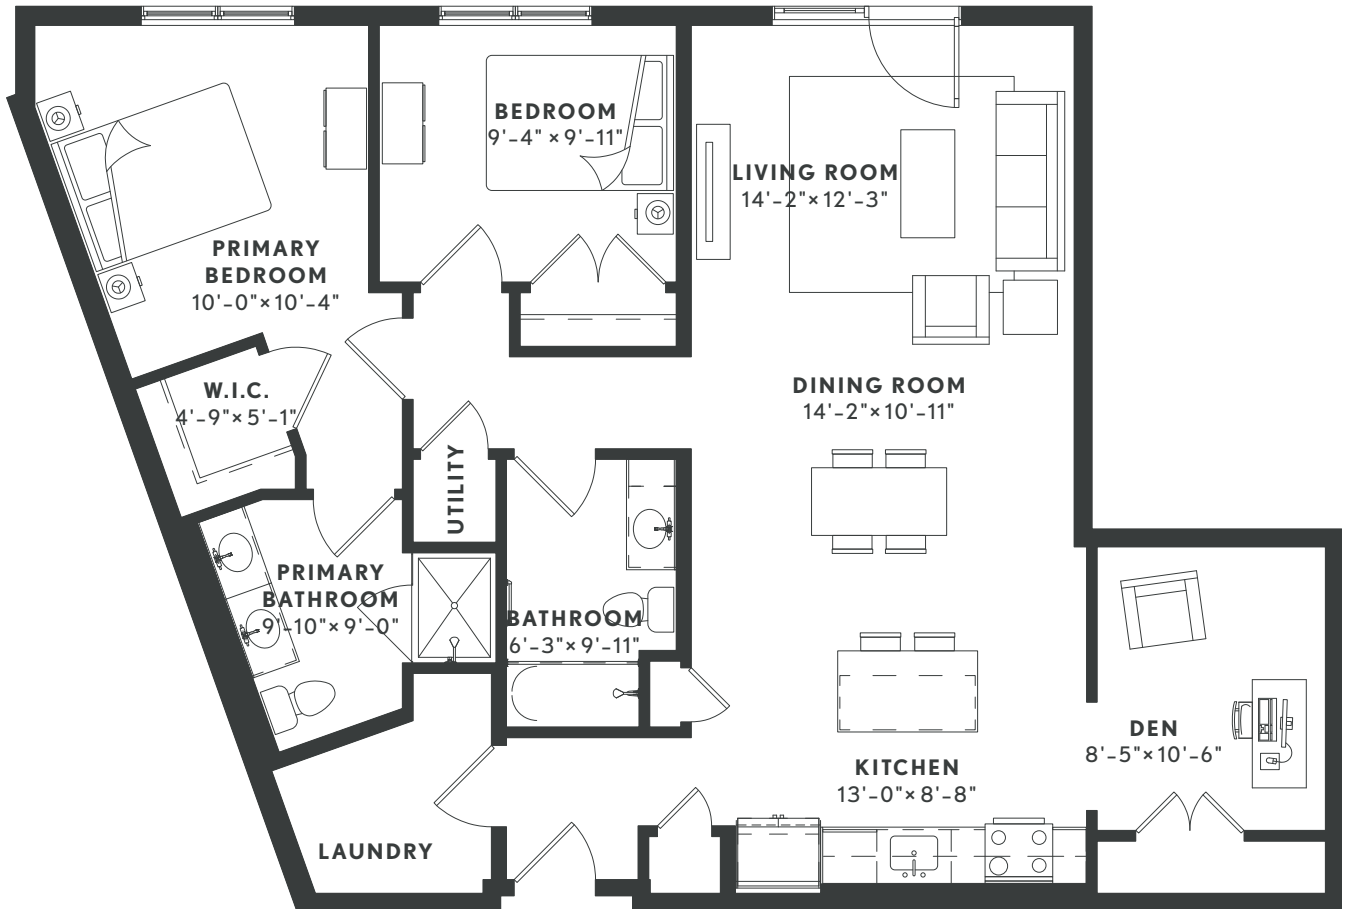 BEDROOM
9'-4" × 9'-11"
LIVING ROOM
14'-2"× 12'-3"
PRIMARY
BEDROOM
10'-0"× 10'-4"
W.I.C.
4'-9"× 5'-1"
DINING ROOM
14'-2"× 10'-11"
UTILITY
PRIMARY
BATHROOM
9'-10"× 9'-0"
BATHROOM
6'-3"× 9'-11"
DEN
8'-5"× 10'-6"
KITCHEN
13'-0"× 8'-8"
LAUNDRY